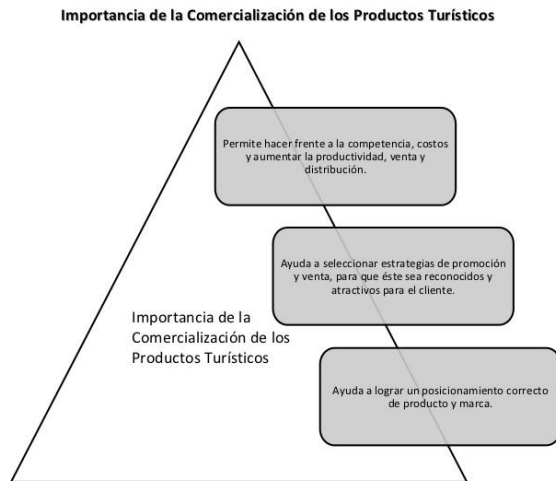 Importancia de la Comercialización de los Productos Turísticos
Permite hacer frente a la competencia, costos
y aumentar la productividad, venta y
distribución.
Ayuda a seleccionar estrategias de promoción
y venta, para que éste sea reconocidos y
atractivos para el cliente.
Importancia de la
Comercialización de los
Productos Turísticos
Ayuda a lograr un posicionamiento correcto
de producto y marca.